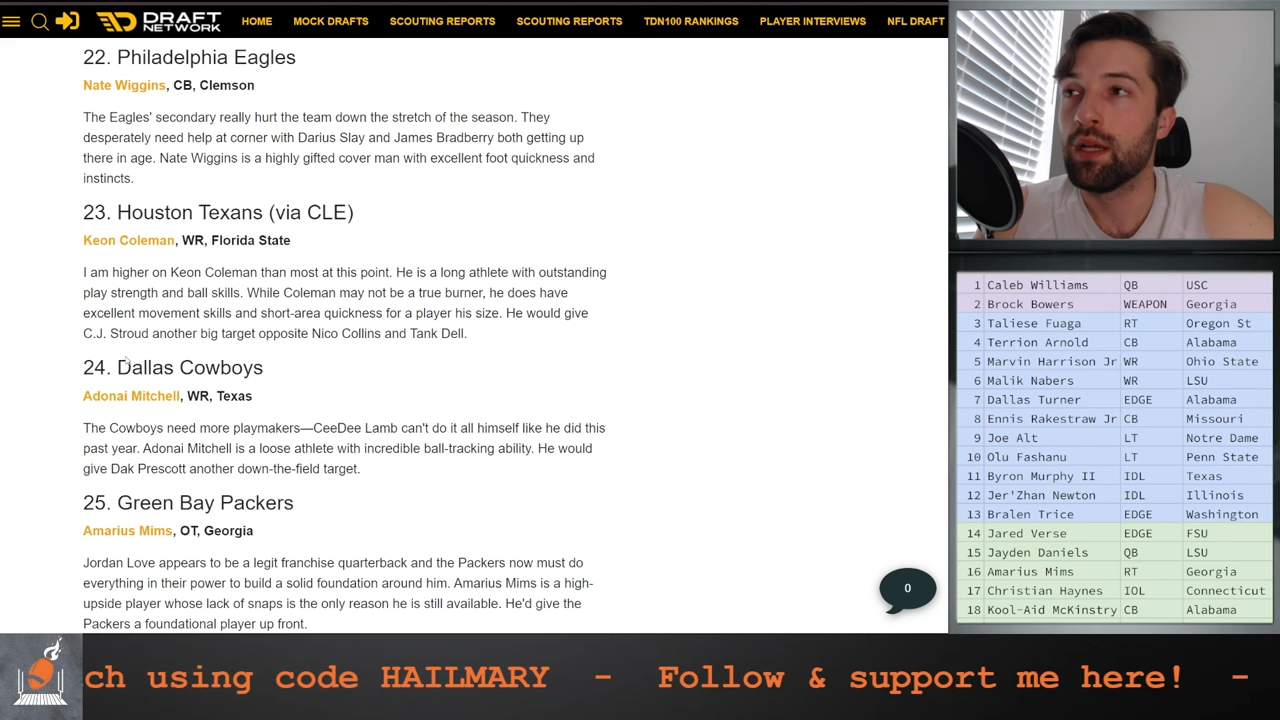 DRAFT NETWORK
HOME MOCK DRAFTS SCOUTING REPORTS SCOUTING REPORTS TDN100 RANKINGS PLAYER INTERVIEWS NFL DRAFT
22. Philadelphia Eagles
Nate Wiggins, CB, Clemson
The Eagles' secondary really hurt the team down the stretch of the season. They
desperately need help at corner with Darius Slay and James Bradberry both getting up
there in age. Nate Wiggins is a highly gifted cover man with excellent foot quickness and
instincts.
23. Houston Texans (via CLE)
Keon Coleman, WR, Florida State
I am higher on Keon Coleman than most at this point. He is a long athlete with outstanding
play strength and ball skills. While Coleman may not be a true burner, he does have
excellent movement skills and short-area quickness for a player his size. He would give
C.J. Stroud another big target opposite Nico Collins and Tank Dell.
24. Dallas Cowboys
Adonai Mitchell, WR, Texas
The Cowboys need more playmakers—CeeDee Lamb can't do it all himself like he did this
past year. Adonai Mitchell is a loose athlete with incredible ball-tracking ability. He would
give Dak Prescott another down-the-field target.
25. Green Bay Packers
Amarius Mims, OT, Georgia
Jordan Love appears to be a legit franchise quarterback and the Packers now must do
everything in their power to build a solid foundation around him. Amarius Mims is a high-
upside player whose lack of snaps is the only reason he is still available. He'd give the
Packers a foundational player up front.
0
1 Caleb Williams QB USC
2 Brock Bowers WEAPON Georgia
3 Taliese Fuaga RT Oregon St
4 Terrion Arnold CB Alabama
5 Marvin Harrison Jr WR Ohio State
6 Malik Nabers WR LSU
7 Dallas Turner EDGE Alabama
8 Ennis Rakestraw Jr CB Missouri
9 Joe Alt LT Notre Dame
10 Olu Fashanu LT Penn State
11 Byron Murphy II IDL Texas
12 Jer'Zhan Newton IDL Illinois
13 Bralen Trice EDGE Washington
14 Jared Verse EDGE FSU
15 Jayden Daniels QB LSU
16 Amarius Mims RT Georgia
17 Christian Haynes IOL Connecticut
18 Kool-Aid McKinstry CB Alabama
ch using code HAILMARY - Follow & support me here! -